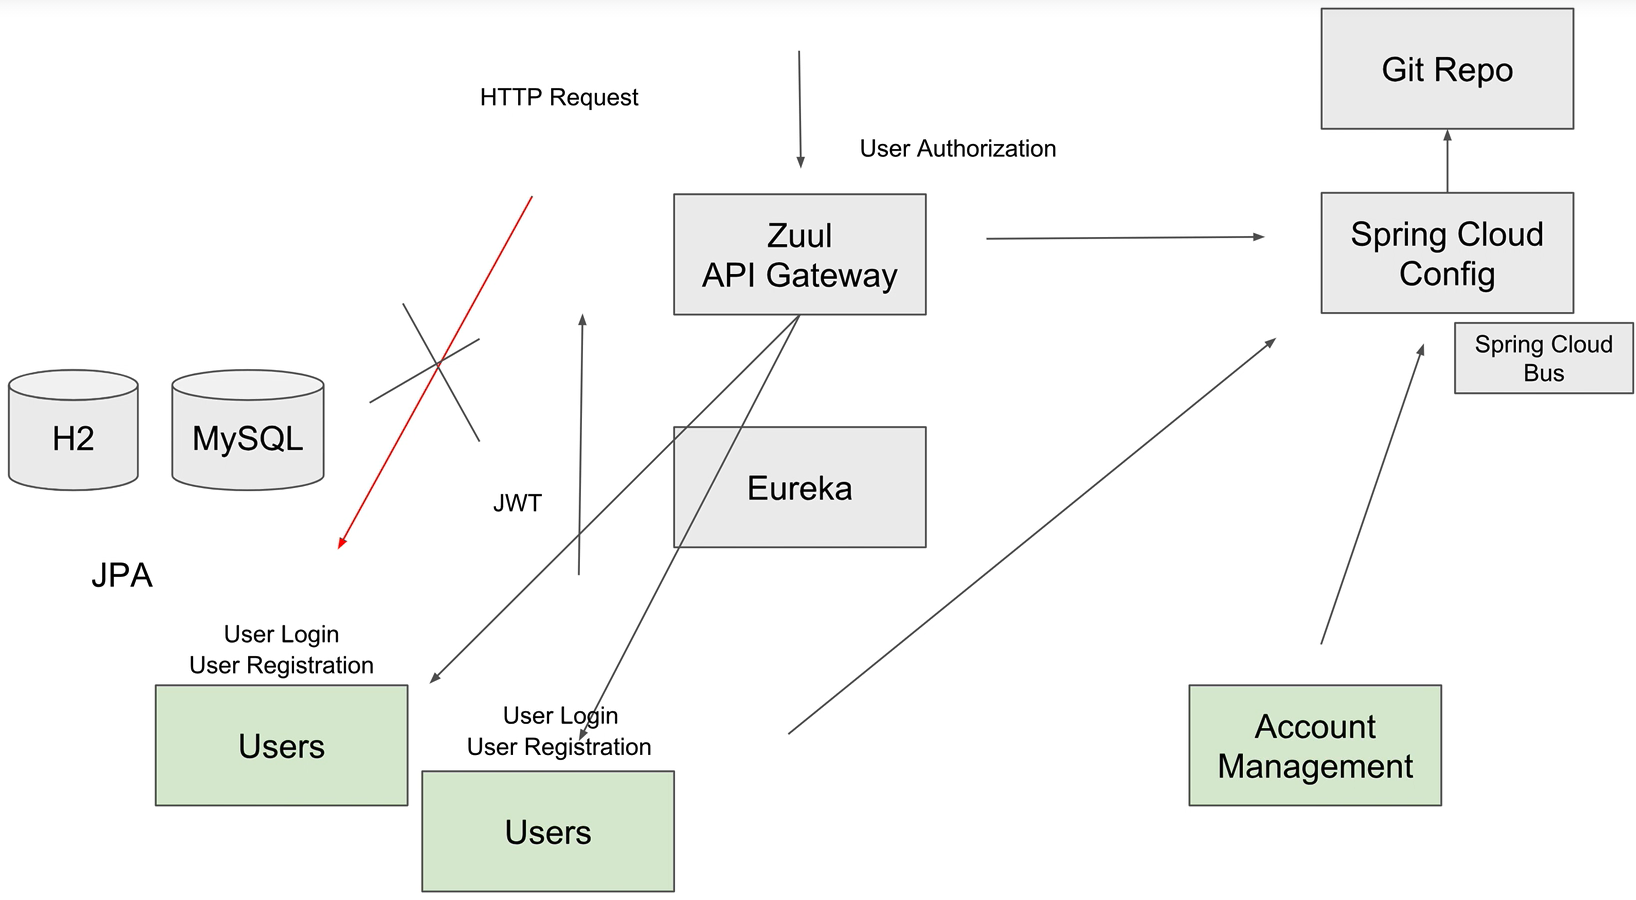 Git Repo
HTTP Request
User Authorization
Zuul
API Gateway
Spring Cloud
Config
Spring Cloud
Bus
H2
MySQL
Eureka
JWT
JPA
User Login
User Registration
Users
User Login
User Registration
Users
Account
Management